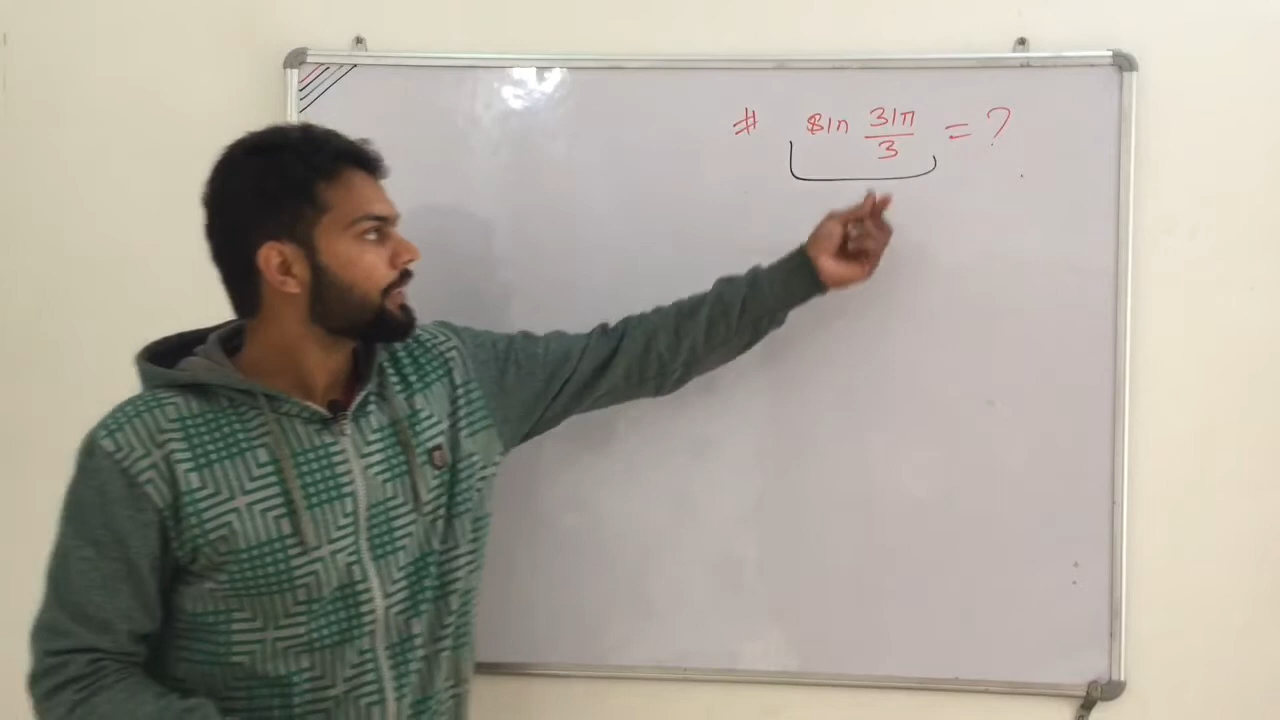 # sin 31π/3 = ?